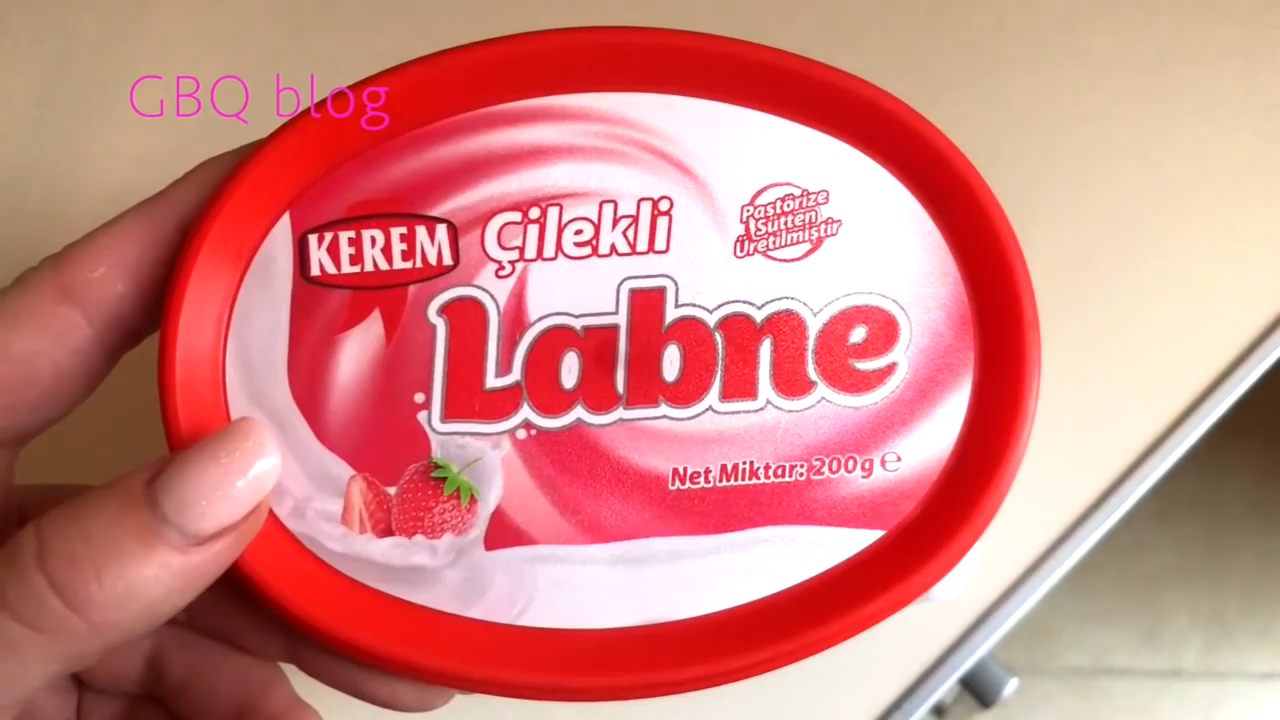 GBQ blog
KEREM
Çilekli
Labne
Pastörize
Sütten
Üretilmiştir
Net Miktar: 200g ℮